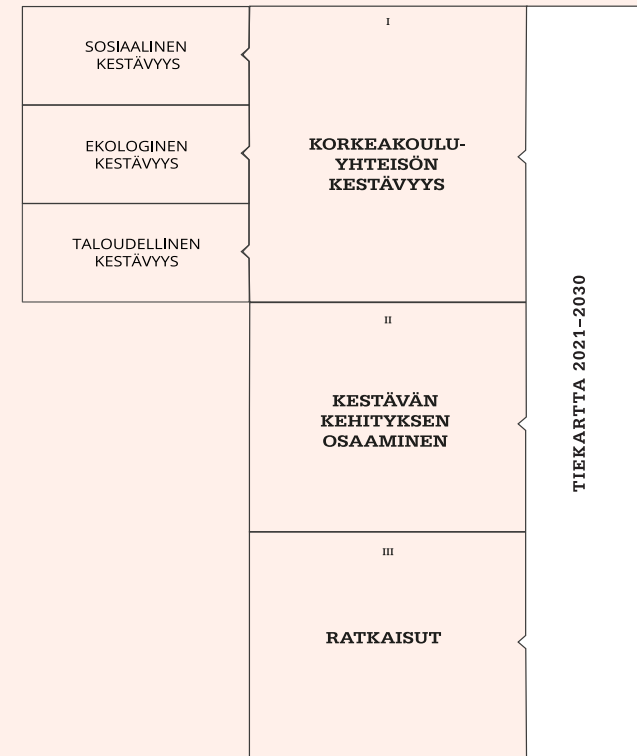 SOSIAALINEN
KESTÄVYYS
EKOLOGINEN
KESTÄVYYS
TALOUDELLINEN
KESTÄVYYS
I
KORKEAKOULU-
YHTEISÖN
KESTÄVYYS
II
KESTÄVÄN
KEHITYKSEN
OSAAMINEN
III
RATKAISUT
TIEKARTTA 2021–2030